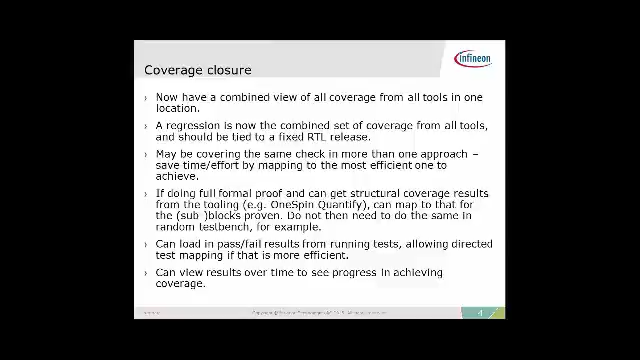 infineon
Coverage closure
› Now have a combined view of all coverage from all tools in one
location.
› A regression is now the combined set of coverage from all tools,
and should be tied to a fixed RTL release.
› May be covering the same check in more than one approach –
save time/effort by mapping to the most efficient one to
achieve.
› If doing full formal proof and can get structural coverage results
from the tooling (e.g. OneSpin Quantify), can map to that for
the (sub-)blocks proven. Do not then need to do the same in
random testbench, for example.
› Can load in pass/fail results from running tests, allowing directed
test mapping if that is more efficient.
› Can view results over time to see progress in achieving
coverage.
4